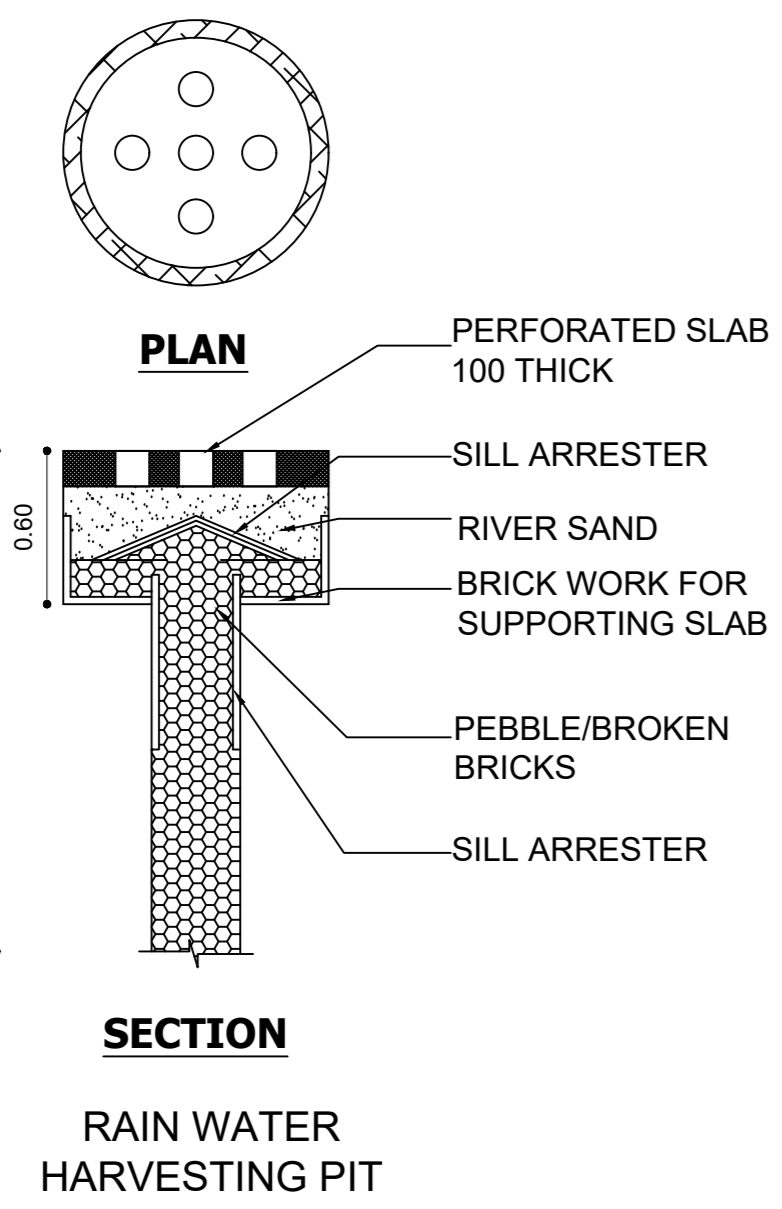 PLAN
PERFORATED SLAB
100 THICK
SILL ARRESTER
0.60
RIVER SAND
BRICK WORK FOR
SUPPORTING SLAB
PEBBLE/BROKEN
BRICKS
SILL ARRESTER
SECTION
RAIN WATER
HARVESTING PIT